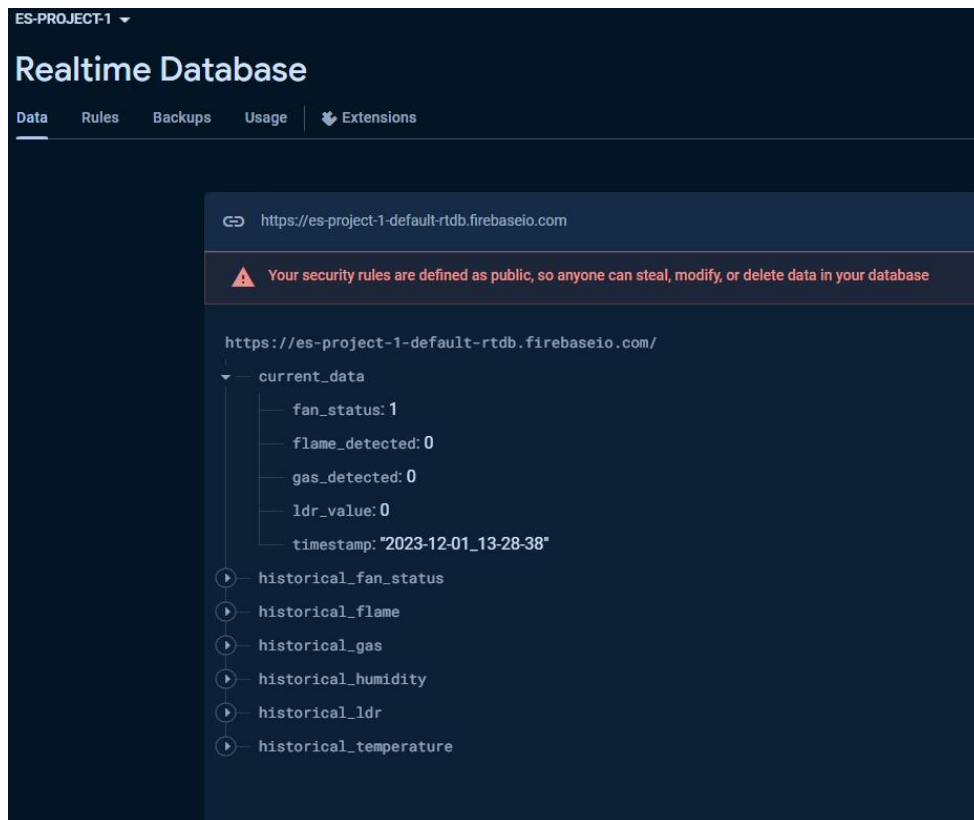 ES-PROJECT-1
Realtime Database
Data Rules Backups Usage Extensions
https://es-project-1-default-rtdb.firebaseio.com
Your security rules are defined as public, so anyone can steal, modify, or delete data in your database
https://es-project-1-default-rtdb.firebaseio.com/
current_data
fan_status: 1
flame_detected: 0
gas_detected: 0
ldr_value: 0
timestamp: "2023-12-01_13-28-38"
historical_fan_status
historical_flame
historical_gas
historical_humidity
historical_ldr
historical_temperature